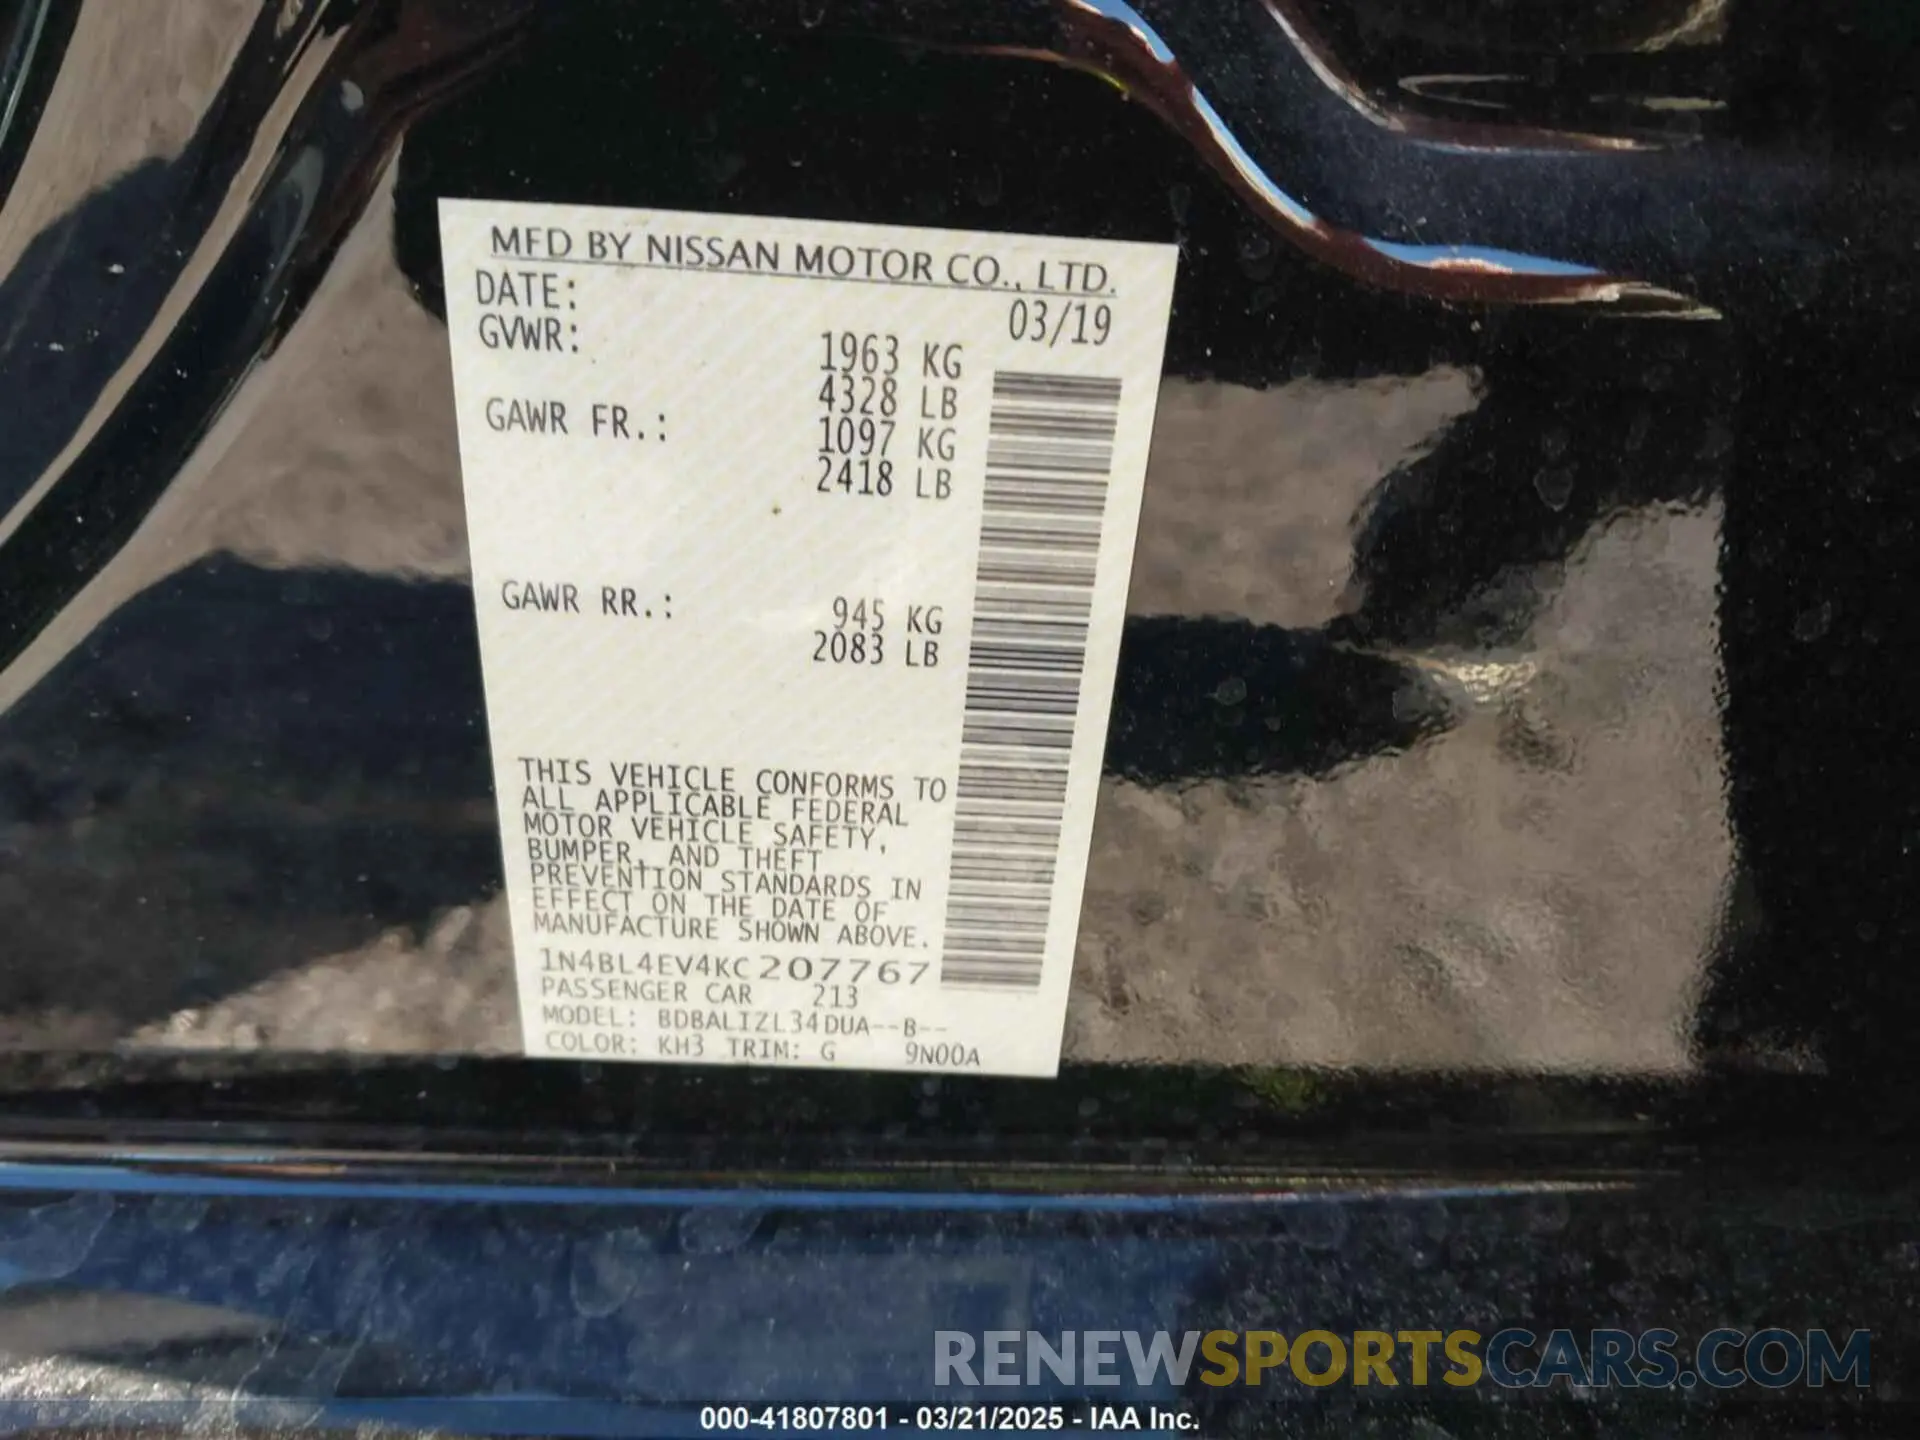 MFD BY NISSAN MOTOR CO., LTD.
DATE: 03/19
GVWR: 1963 KG
4328 LB
GAWR FR.: 1097 KG
2418 LB
GAWR RR.: 945 KG
2083 LB
THIS VEHICLE CONFORMS TO
ALL APPLICABLE FEDERAL
MOTOR VEHICLE SAFETY,
BUMPER, AND THEFT
PREVENTION STANDARDS IN
EFFECT ON THE DATE OF
MANUFACTURE SHOWN ABOVE.
1N4BL4EV4KC207767
PASSENGER CAR 213
MODEL: BDBALIZL34DUA--B--
COLOR: KH3 TRIM: G 9N00A
RENEWSPORTSCARS.COM
000-41807801 - 03/21/2025 - IAA Inc.